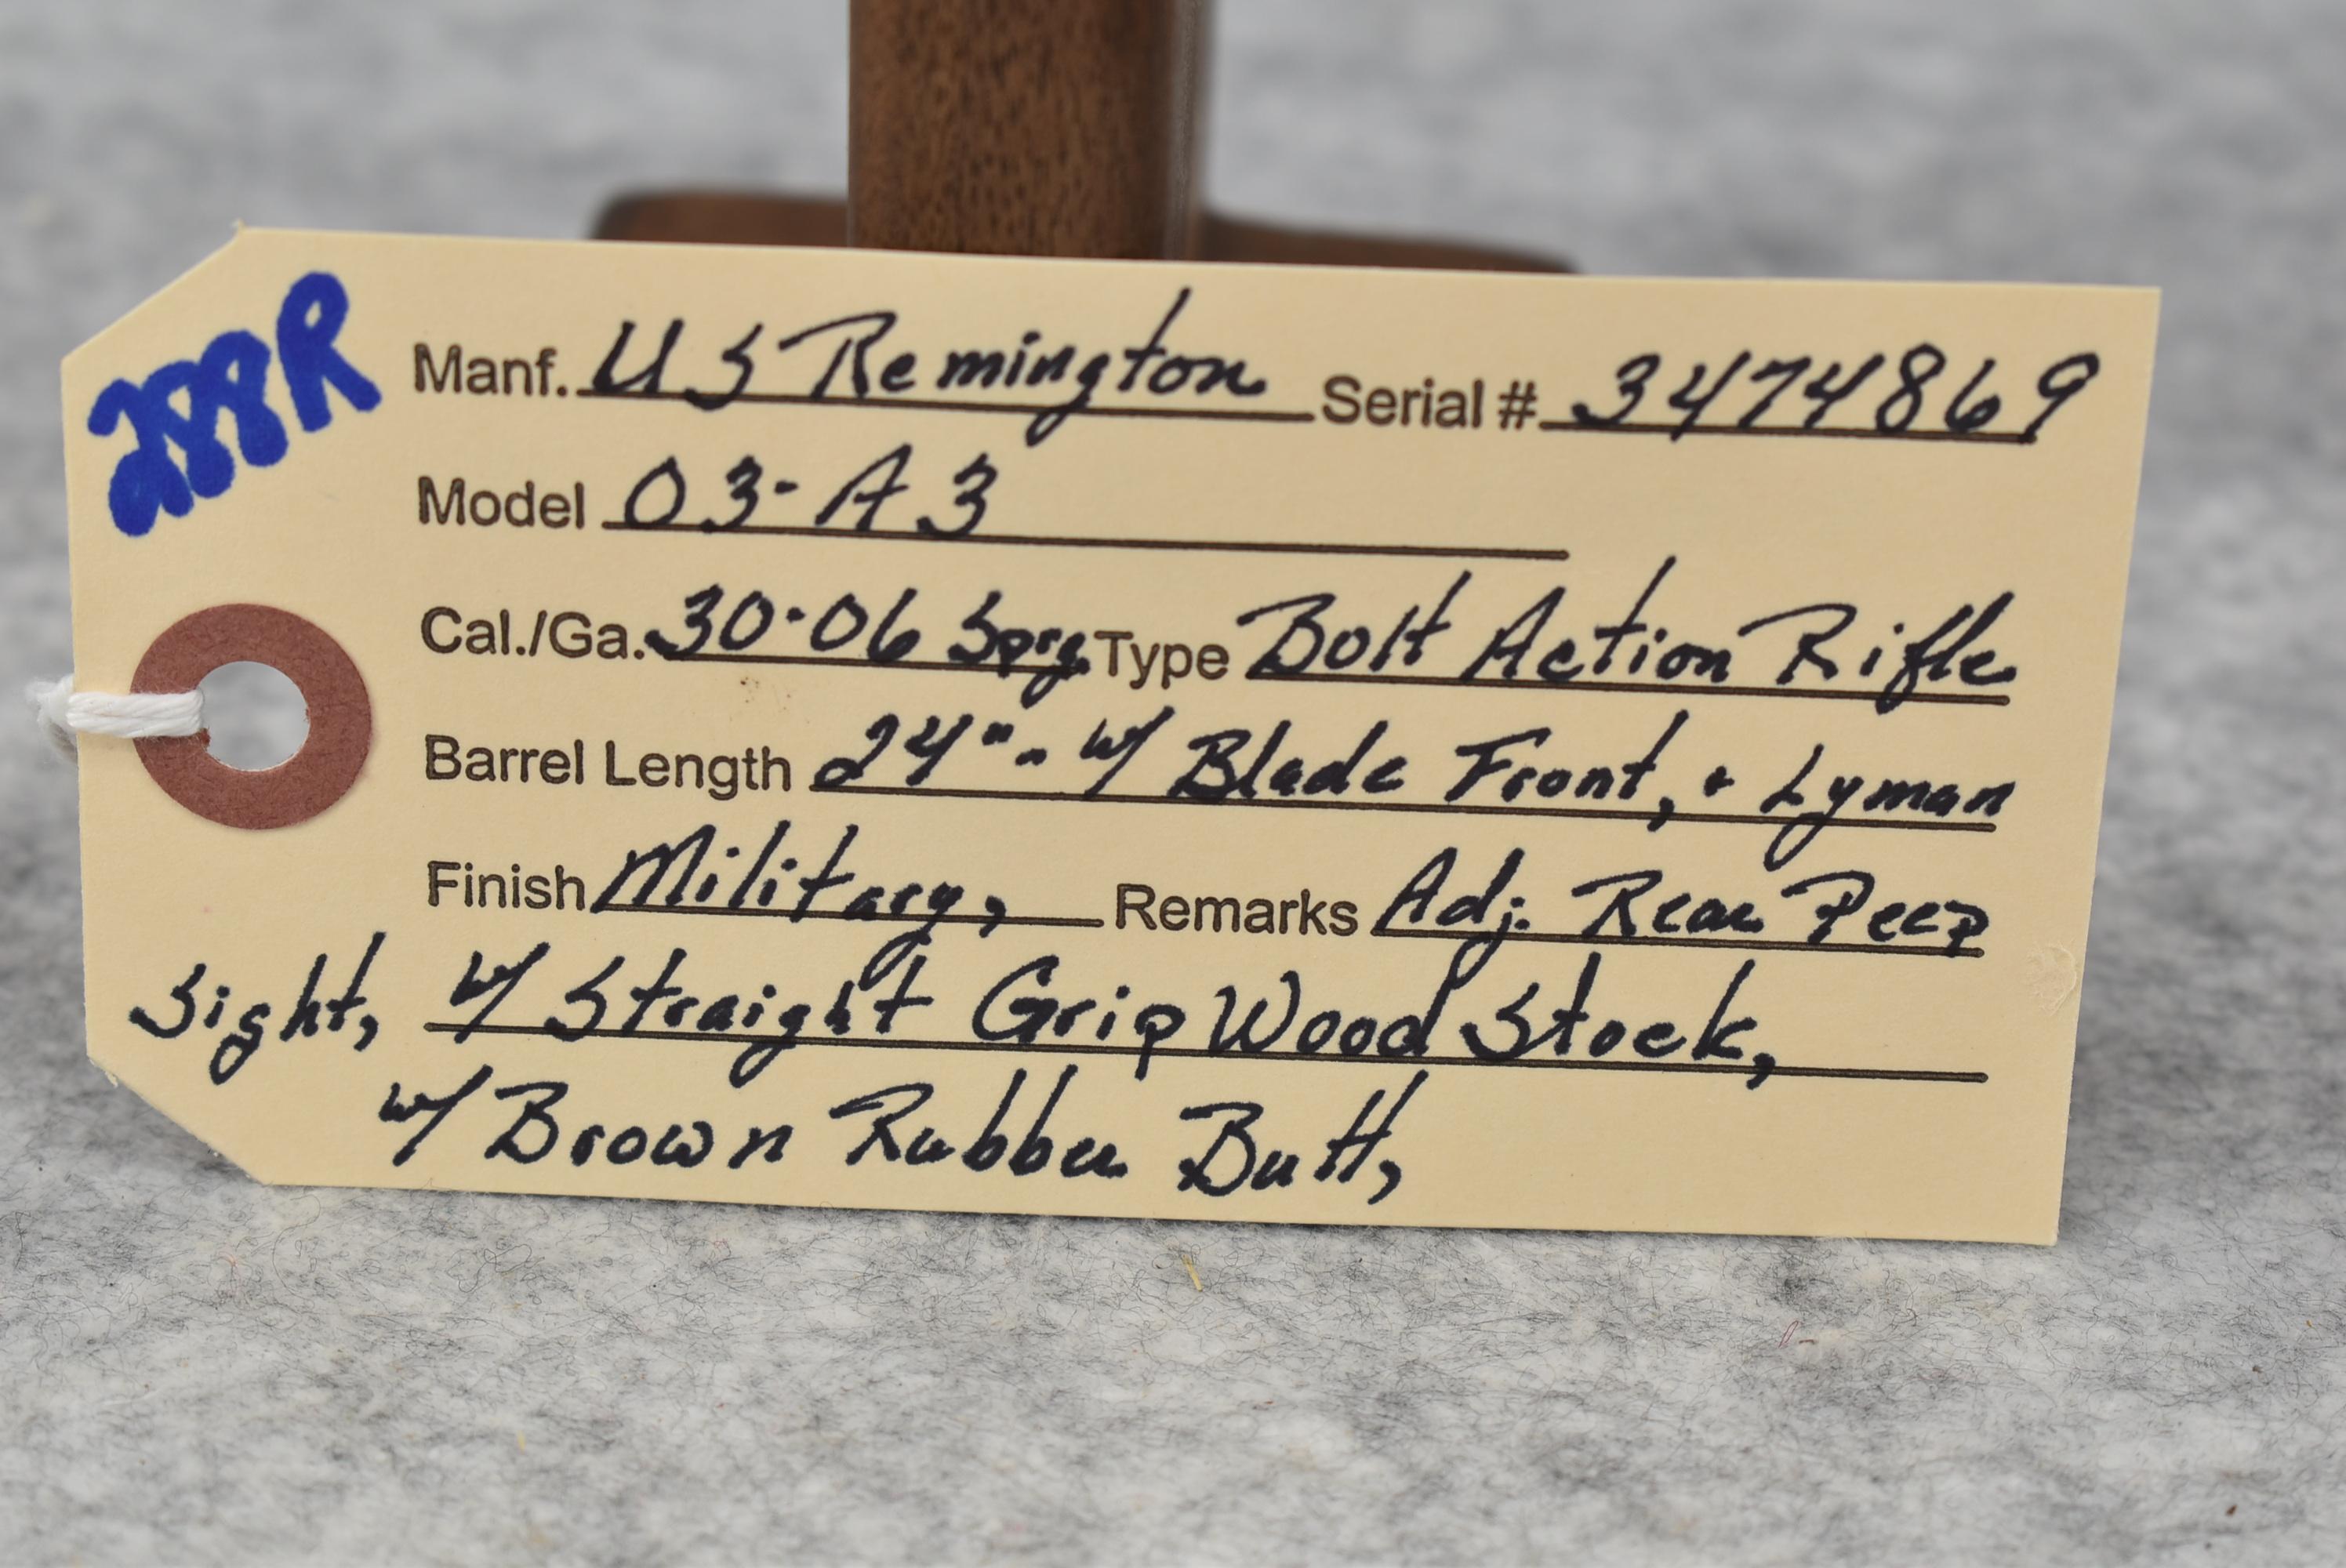 288R
Manf. US Remington Serial # 3474869
Model 03-A3
Cal./Ga. 30-06 Sprg. Type Bolt Action Rifle
Barrel Length 24"- w/ Blade Front, + Lyman
Finish Military, Remarks Adj. Rear Peep
Sight, w/ Straight Grip Wood Stock,
w/ Brown Rubber Butt,